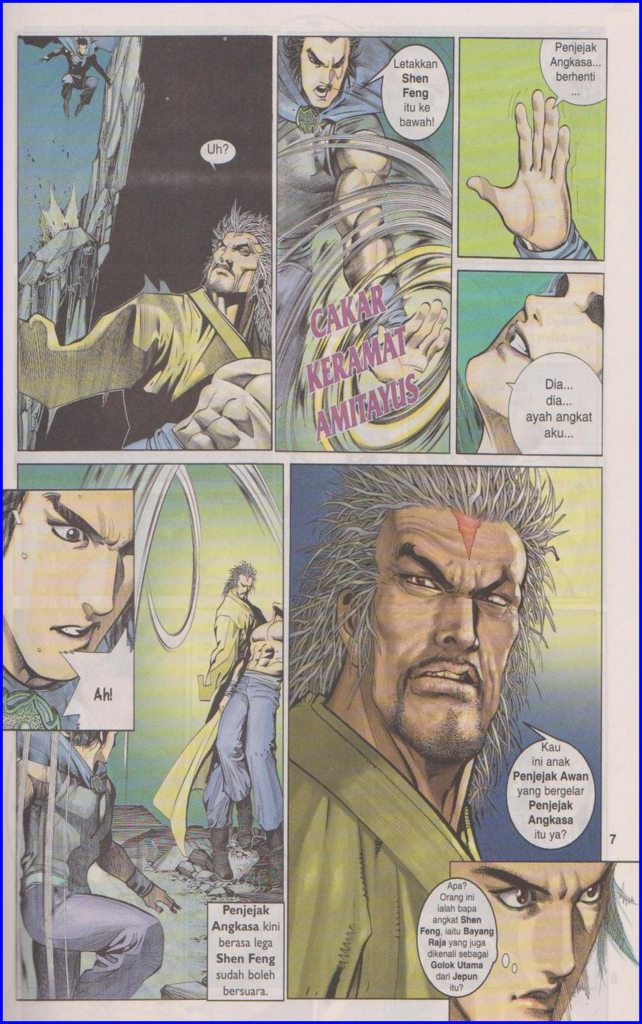 Uh?
Letakkan
Shen
Feng
itu ke
bawah!
CAKAR
KERAMAT
AMITAYUS
Penjejak
Angkasa...
berhenti
...
Dia...
dia...
ayah angkat
aku...
Ah!
Penjejak
Angkasa kini
berasa lega
Shen Feng
sudah boleh
bersuara.
Kau
ini anak
Penjejak Awan
yang bergelar
Penjejak
Angkasa
itu ya?
7
Apa?
Orang ini
ialah bapa
angkat Shen
Feng, iaitu Bayang
Raja yang juga
dikenali sebagai
Golok Utama
dari Jepun
itu?